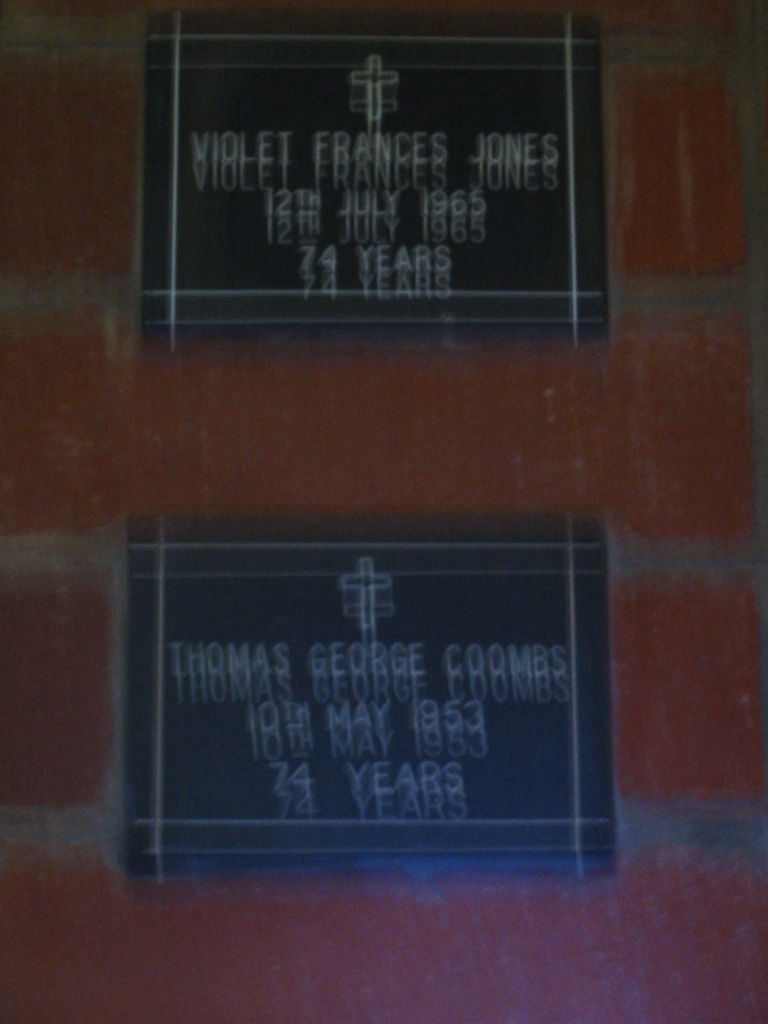 VIOLET FRANCES JONES
12TH JULY 1965
74 YEARS
THOMAS GEORGE COOMBS
10TH MAY 1953
74 YEARS